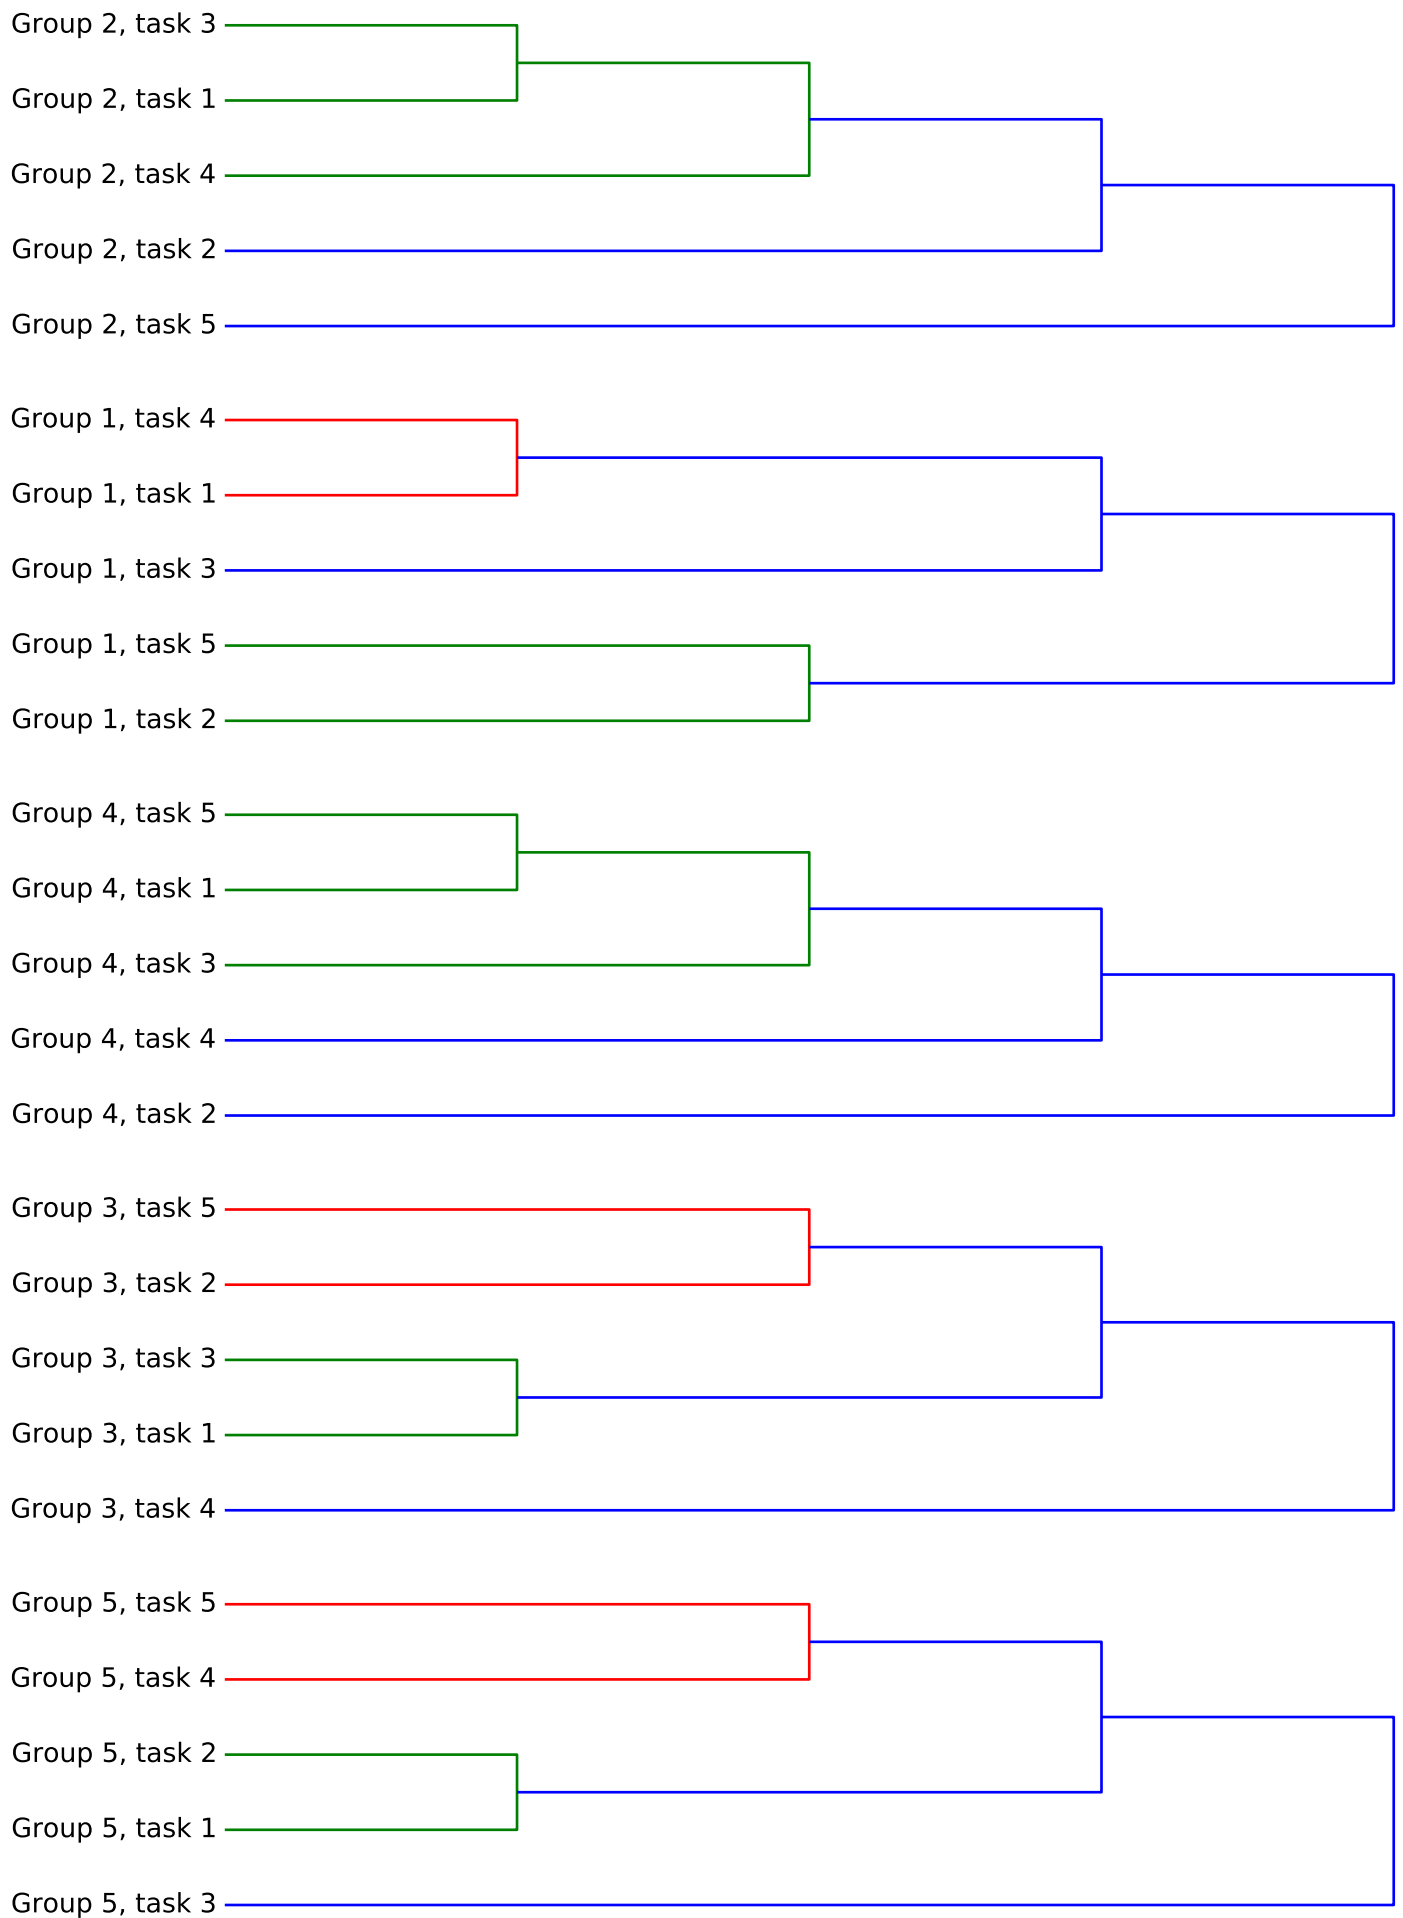 Group 2, task 3
Group 2, task 1
Group 2, task 4
Group 2, task 2
Group 2, task 5
Group 1, task 4
Group 1, task 1
Group 1, task 3
Group 1, task 5
Group 1, task 2
Group 4, task 5
Group 4, task 1
Group 4, task 3
Group 4, task 4
Group 4, task 2
Group 3, task 5
Group 3, task 2
Group 3, task 3
Group 3, task 1
Group 3, task 4
Group 5, task 5
Group 5, task 4
Group 5, task 2
Group 5, task 1
Group 5, task 3